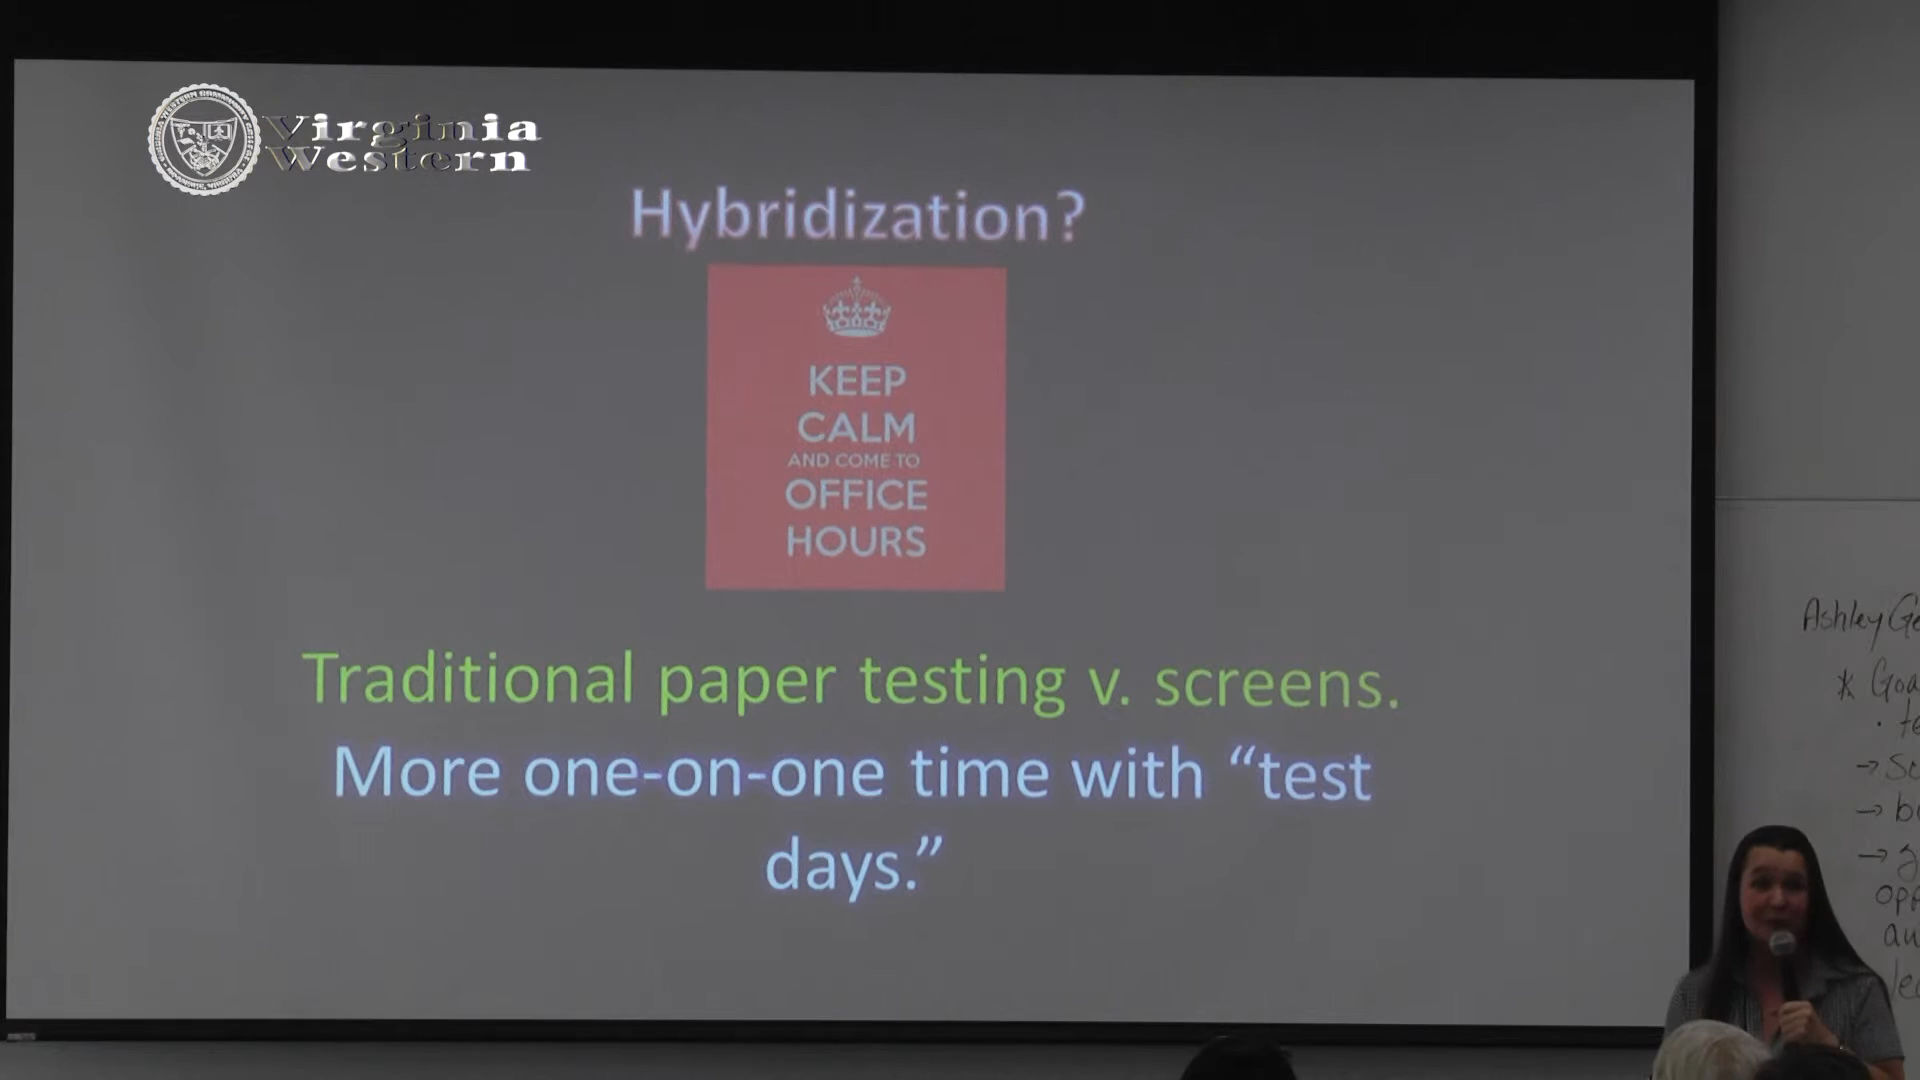 Virginia
Western
Hybridization?
KEEP
CALM
AND COME TO
OFFICE
HOURS
Traditional paper testing v. screens.
More one-on-one time with “test
days.”
Ashley